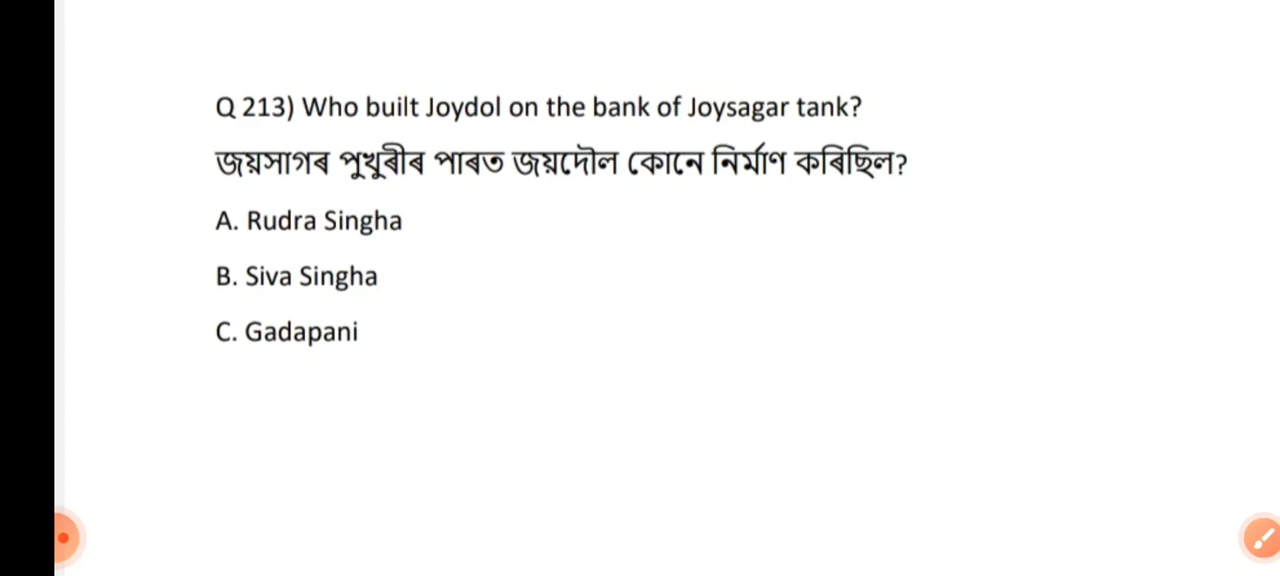 Q 213) Who built Joydol on the bank of Joysagar tank?
জয়সাগৰ পুখুৰীৰ পাৰত জয়দৌল কোনে নিৰ্মাণ কৰিছিল?
A. Rudra Singha
B. Siva Singha
C. Gadapani